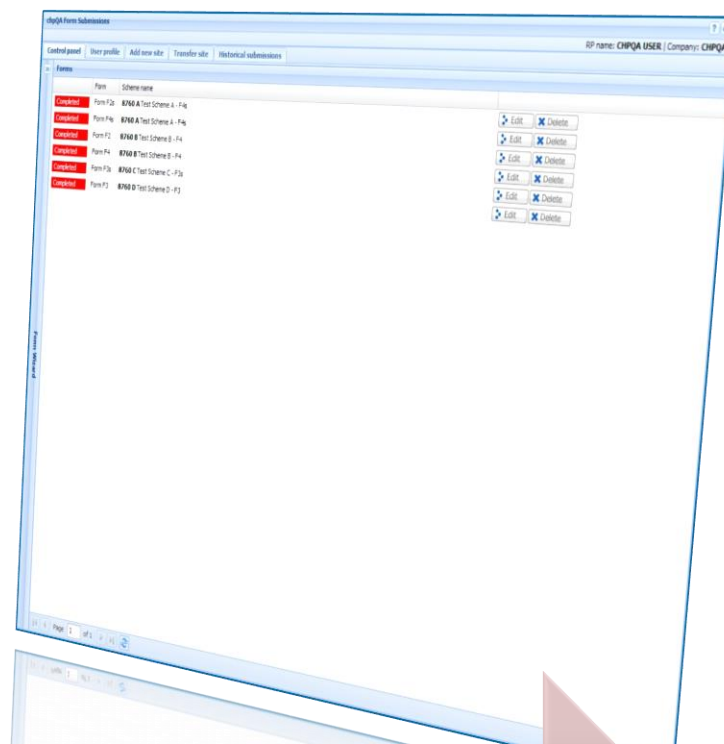 chpQA Form Submissions
?
RP name: CHPQA USER | Company: CHPQA
Control panel User profile Add new site Transfer site Historical submissions
Forms
Form Scheme name
Completed Form F2s 8760 A Test Scheme A - F4s Edit Delete
Completed Form F4s 8760 A Test Scheme A - F4s Edit Delete
Completed Form F2 8760 B Test Scheme B - F4 Edit Delete
Completed Form F4 8760 B Test Scheme B - F4 Edit Delete
Completed Form F3s 8760 C Test Scheme C - F3s Edit Delete
Completed Form F3 8760 D Test Scheme D - F3 Edit Delete
Form Wizard
Page 1 of 1